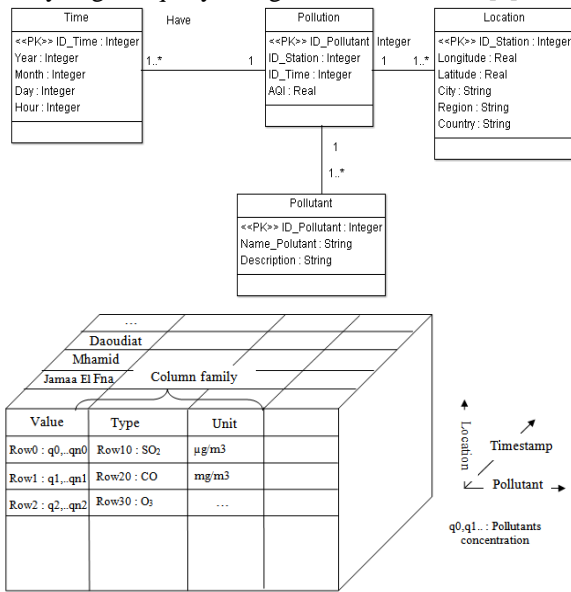 Time
Have
Pollution
Location
<<PK>> ID_Time : Integer
Year : Integer
Month : Integer
Day : Integer
Hour : Integer
1..*
1
<<PK>> ID_Pollutant : Integer
ID_Station : Integer
ID_Time : Integer
AQI : Real
1
1..*
<<PK>> ID_Station : Integer
Longitude : Real
Latitude : Real
City : String
Region : String
Country : String
1
1..*
Pollutant
<<PK>> ID_Pollutant : Integer
Name_Polutant : String
Description : String
...
Daoudiat
Mhamid
Jamaa El Fna
Column family
Value Type Unit
Row0 : q0,..qn0 Row10 : SO₂ µg/m3
Row1 : q1,..qn1 Row20 : CO mg/m3
Row2 : q2,..qn2 Row30 : O₃ ...
Location
Timestamp
Pollutant
q0,q1.. : Pollutants
concentration